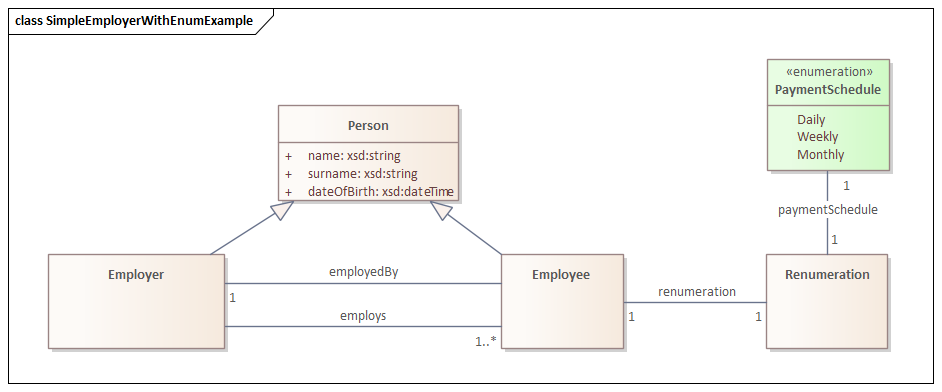 class SimpleEmployerWithEnumExample
«enumeration»
PaymentSchedule
Daily
Weekly
Monthly
1
paymentSchedule
1
Person
+ name: xsd:string
+ surname: xsd:string
+ dateOfBirth: xsd:dateTime
Employer
employedBy
1
employs
1..*
Employee
renumeration
1
1
Renumeration